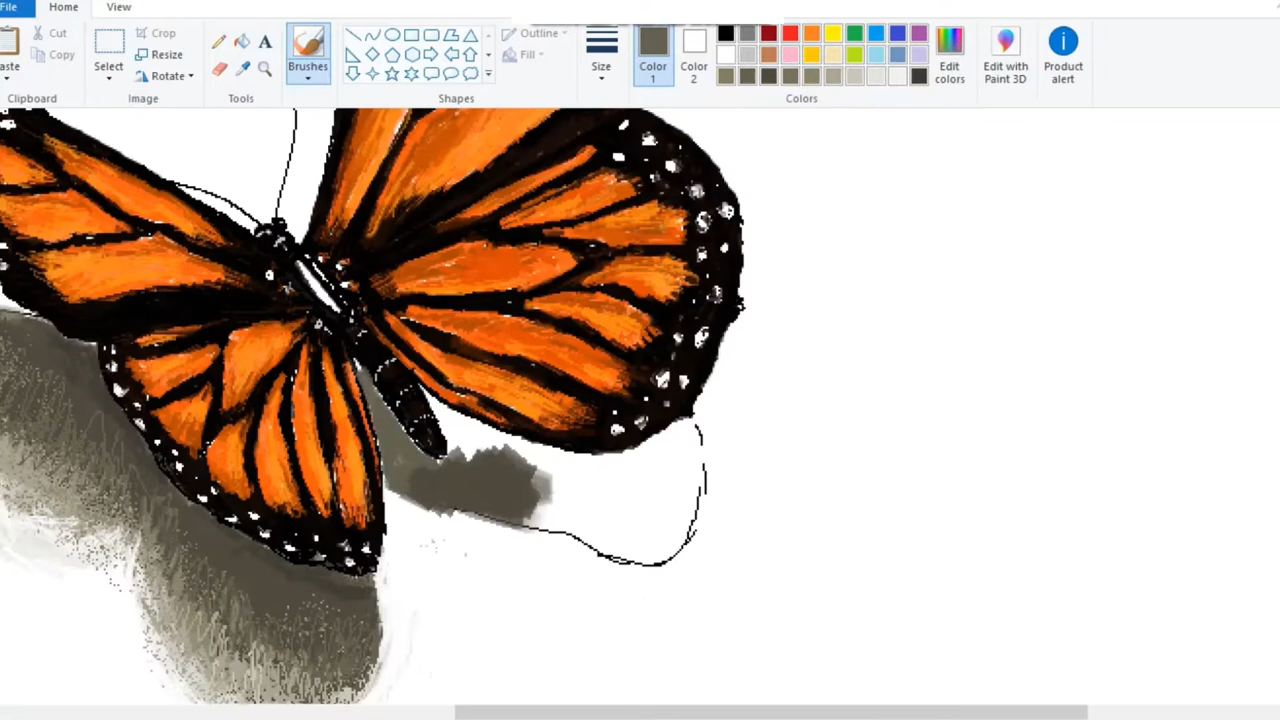 File Home View
Cut
Copy
aste
Clipboard
Select
Crop
Resize
Rotate
Image
A
Tools
Brushes
Outline
Fill
Shapes
Size
Color
1
Color
2
Edit
colors
Colors
Edit with
Paint 3D
Product
alert